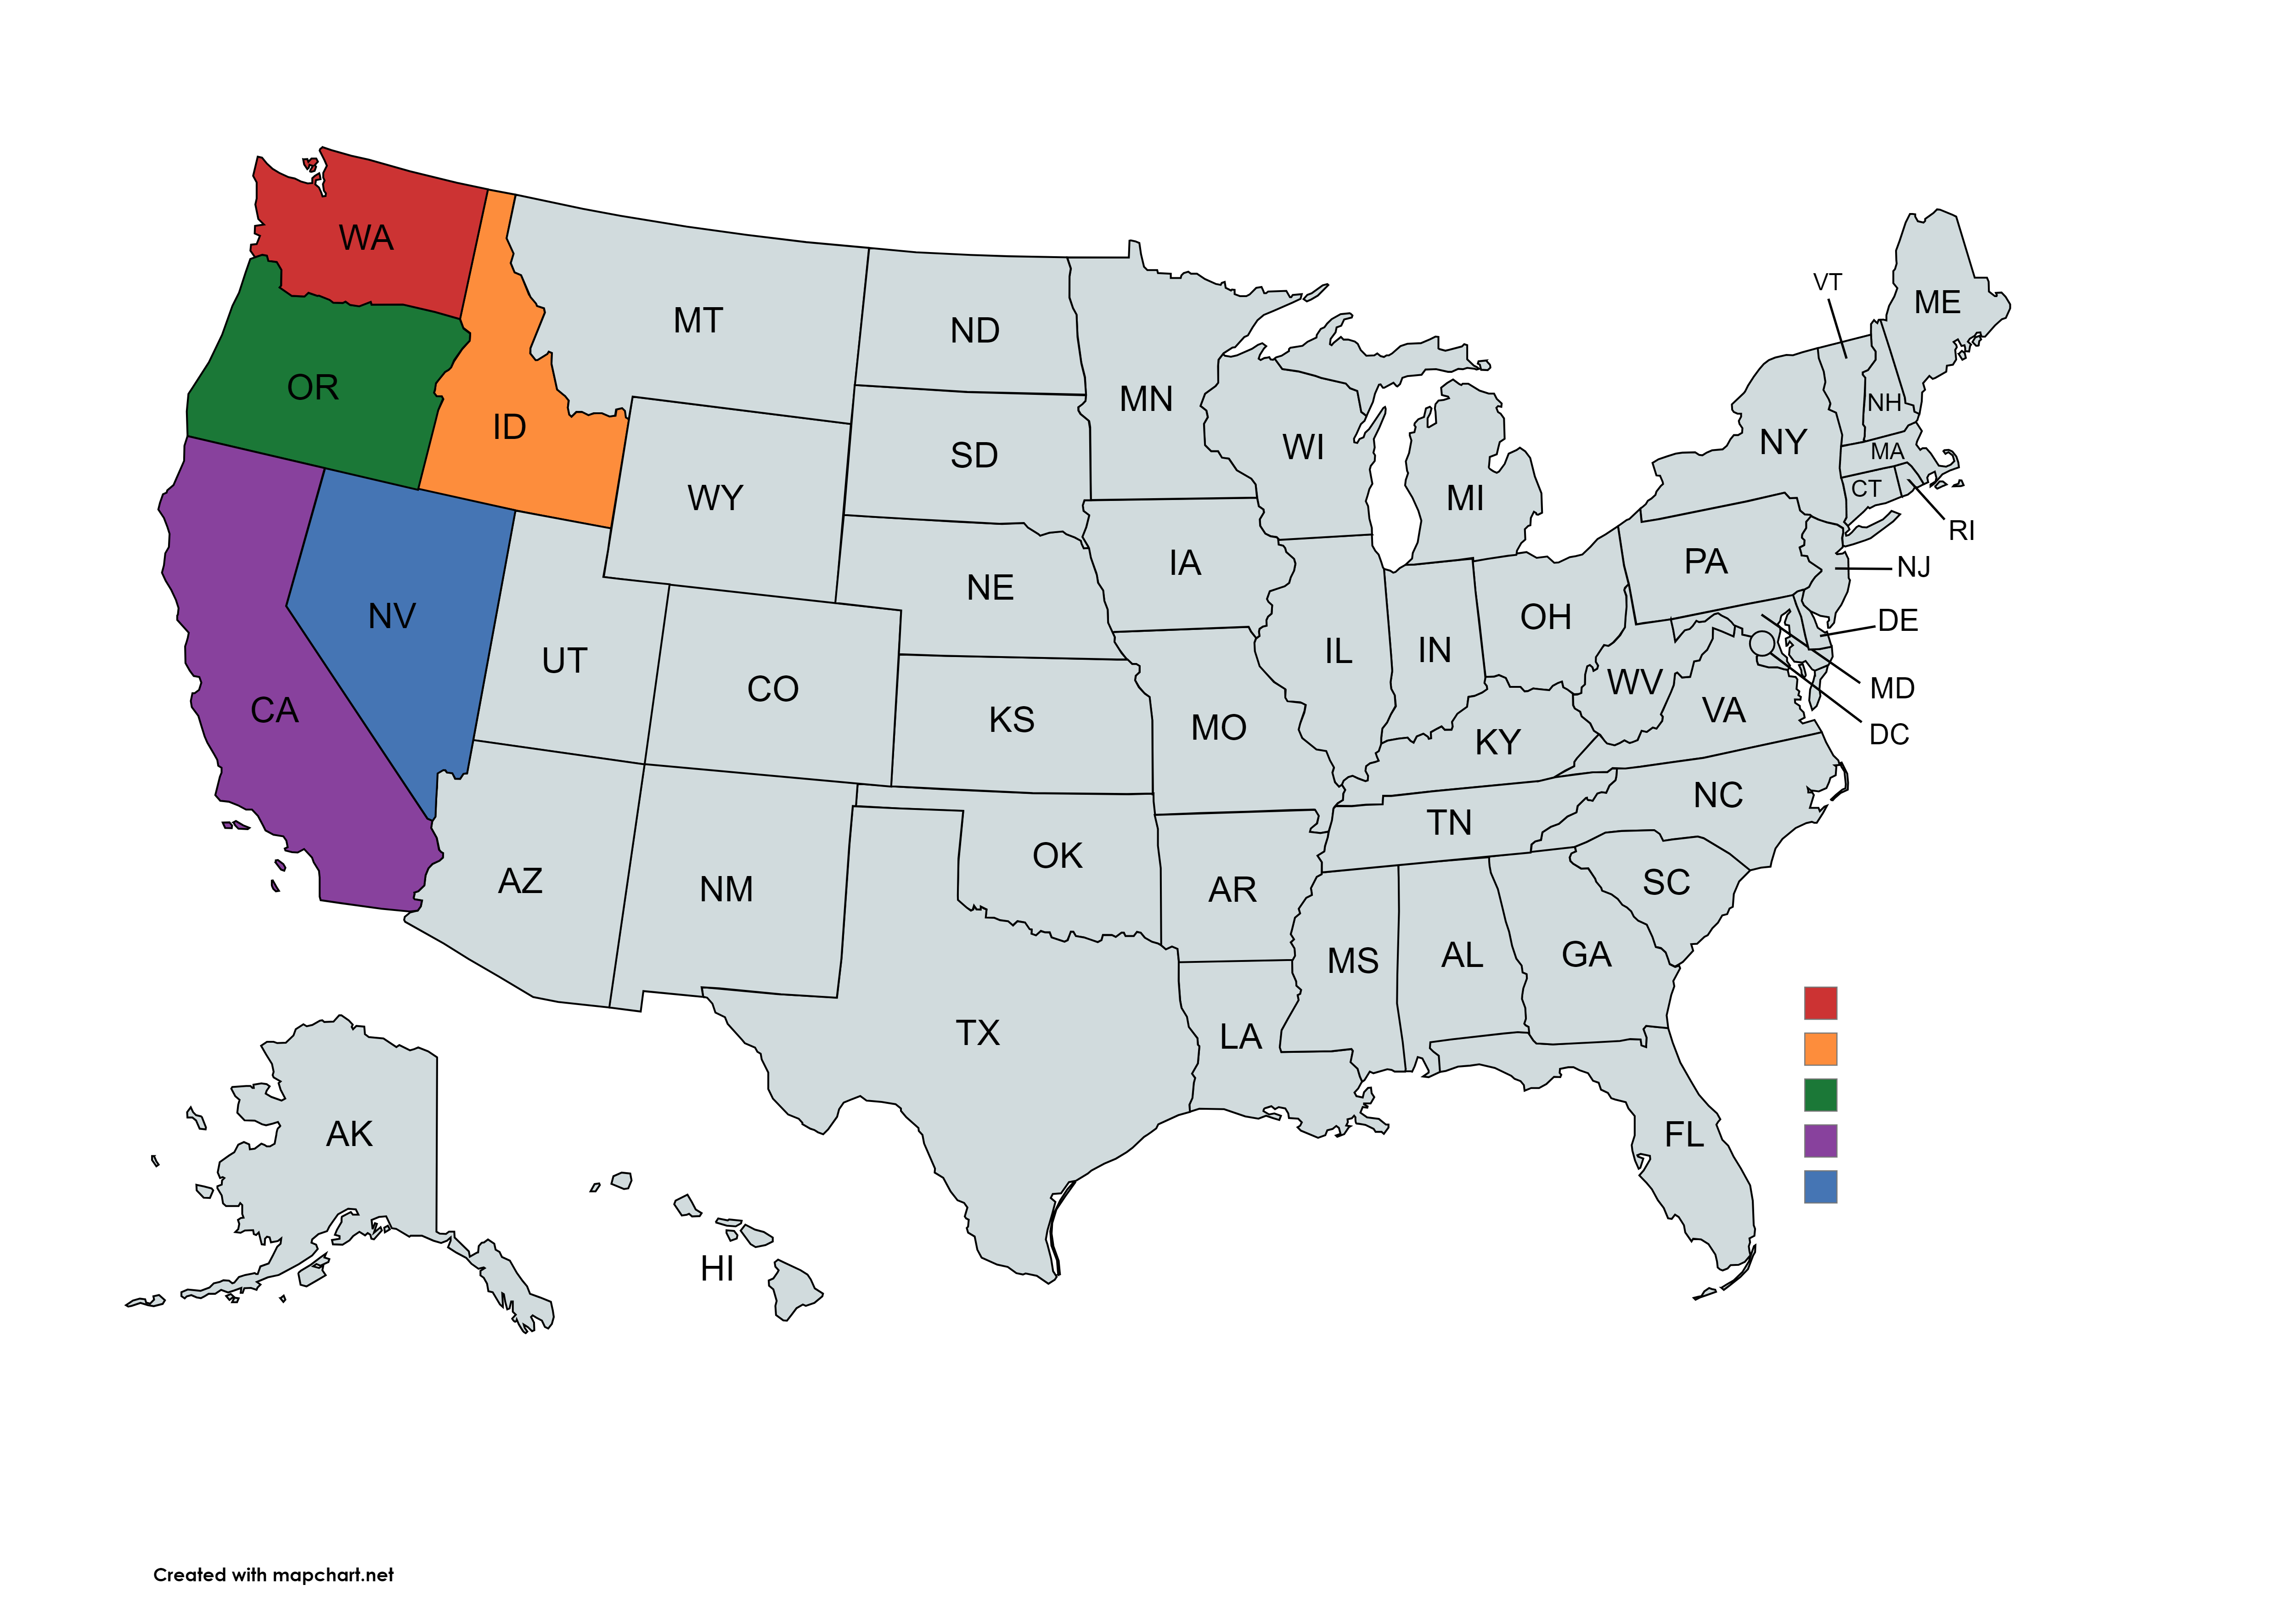 WA
OR
ID
MT
ND
MN
VT
ME
WY
SD
WI
MI
NY
NH
MA
CT
RI
CA
NV
UT
CO
NE
IA
KS
MO
IL
IN
OH
PA
NJ
DE
MD
DC
WV
VA
KY
NC
TN
AZ
NM
OK
AR
SC
TX
LA
MS
AL
GA
FL
AK
HI
Created with mapchart.net